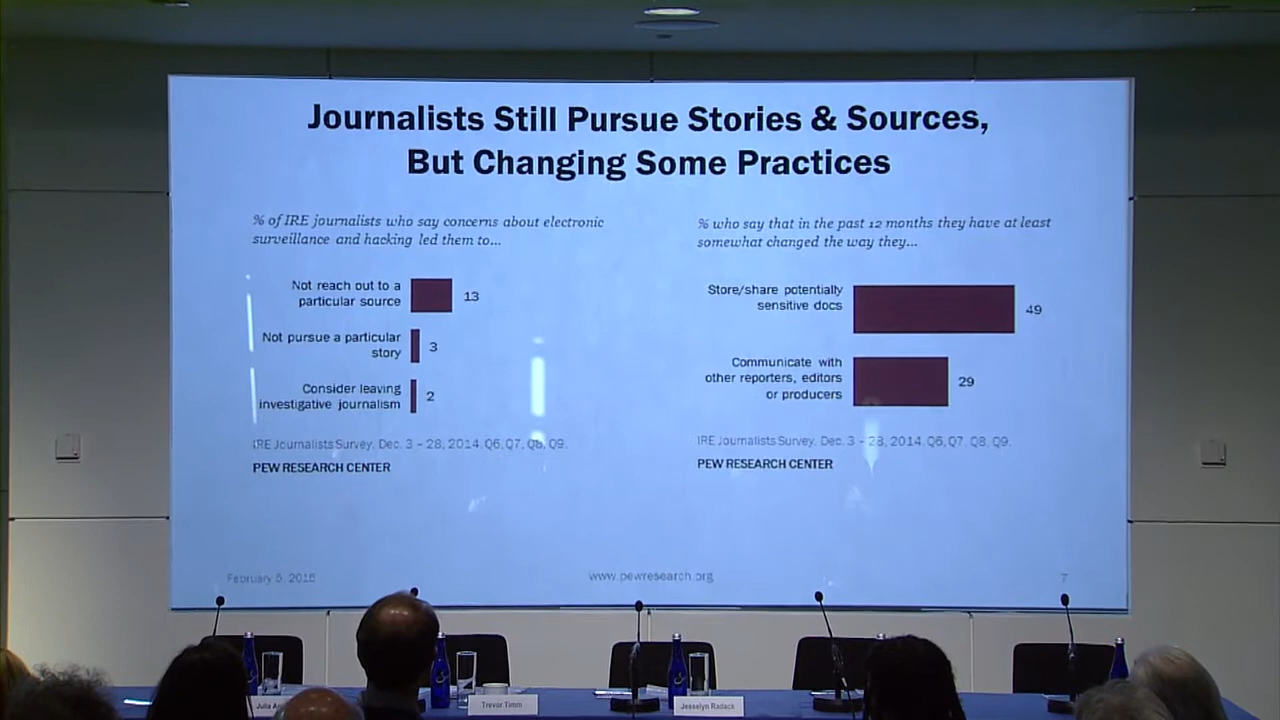 Journalists Still Pursue Stories & Sources,
But Changing Some Practices
% of IRE journalists who say concerns about electronic
surveillance and hacking led them to...
Not reach out to a
particular source
13
Not pursue a particular
story
3
Consider leaving
investigative journalism
2
IRE Journalists Survey. Dec. 3 – 28, 2014. Q6, Q7, Q8, Q9.
PEW RESEARCH CENTER
% who say that in the past 12 months they have at least
somewhat changed the way they...
Store/share potentially
sensitive docs
49
Communicate with
other reporters, editors
or producers
29
IRE Journalists Survey. Dec. 3 – 28, 2014. Q6, Q7, Q8, Q9.
PEW RESEARCH CENTER
February 5, 2015
www.pewresearch.org
7
Julia
Trevor Timm
Jesselyn Radack